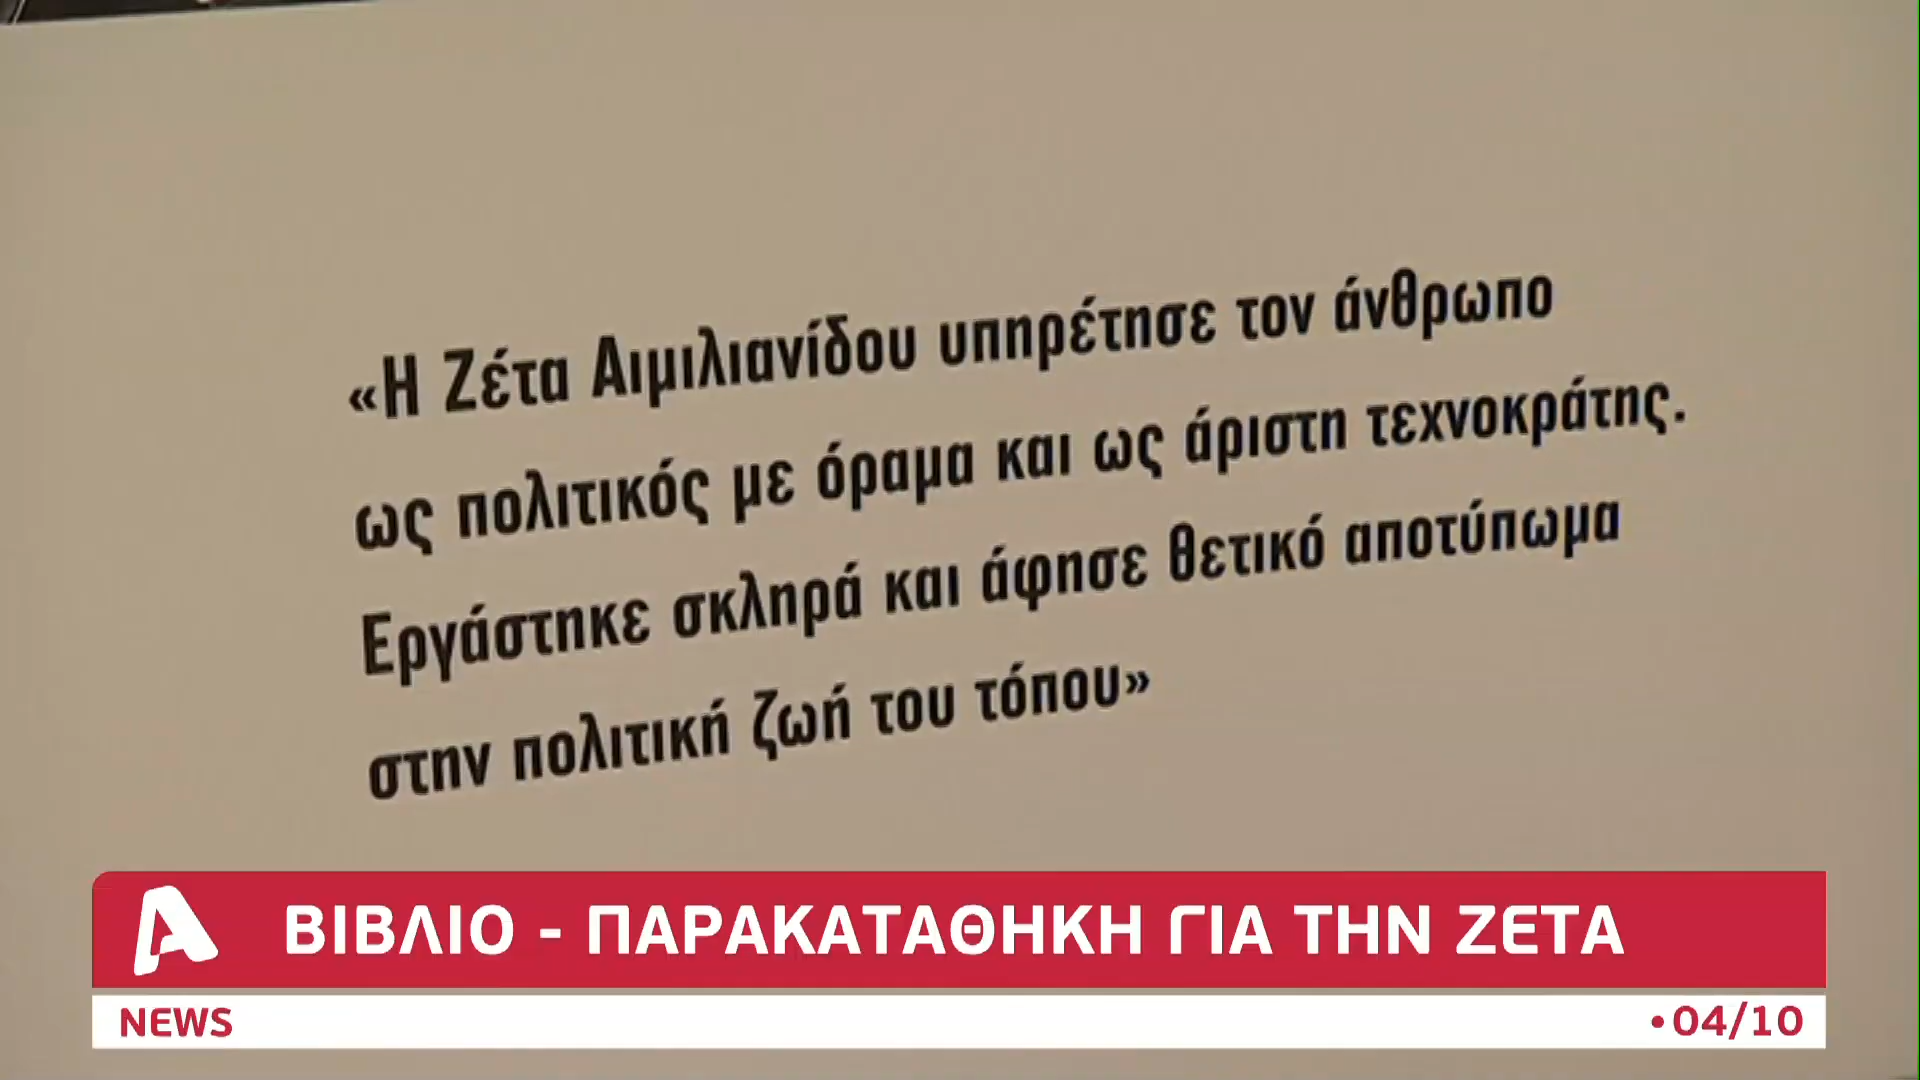 «Η Ζέτα Αιμιλιανίδου υπηρέτησε τον άνθρωπο
ως πολιτικός με όραμα και ως άριστη τεχνοκράτης.
Εργάστηκε σκληρά και άφησε θετικό αποτύπωμα
στην πολιτική ζωή του τόπου»
ΒΙΒΛΙΟ - ΠΑΡΑΚΑΤΑΘΗΚΗ ΓΙΑ ΤΗΝ ΖΕΤΑ
NEWS
•04/10